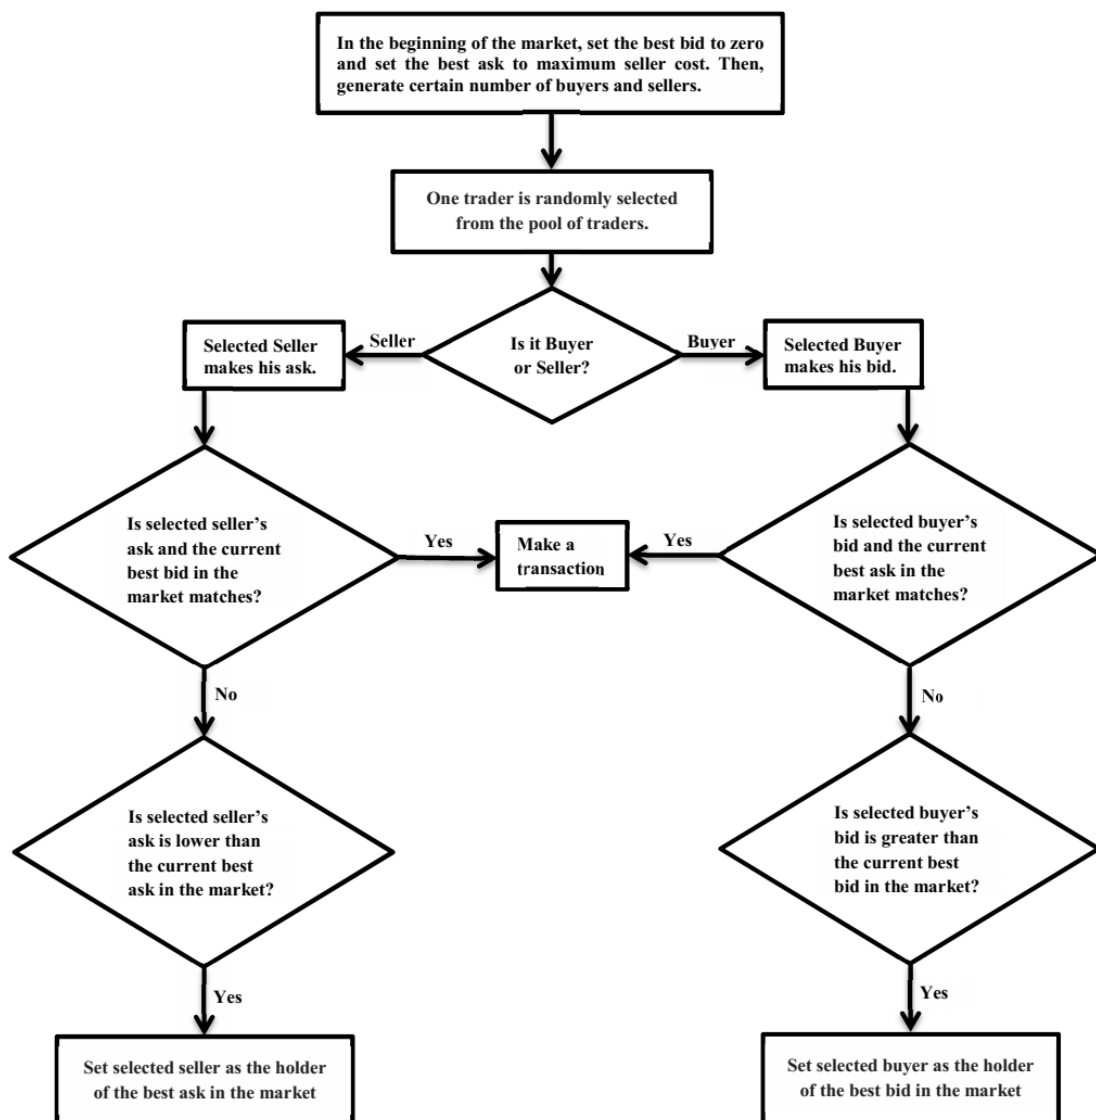 In the beginning of the market, set the best bid to zero
and set the best ask to maximum seller cost. Then,
generate certain number of buyers and sellers.
One trader is randomly selected
from the pool of traders.
Is it Buyer
or Seller?
Seller
Buyer
Selected Seller
makes his ask.
Selected Buyer
makes his bid.
Is selected seller's
ask and the current
best bid in the
market matches?
Yes
Make a
transaction
Yes
Is selected buyer's
bid and the current
best ask in the
market matches?
No
No
Is selected seller's
ask is lower than
the current best
ask in the market?
Is selected buyer's
bid is greater than
the current best
bid in the market?
Yes
Yes
Set selected seller as the holder
of the best ask in the market
Set selected buyer as the holder
of the best bid in the market